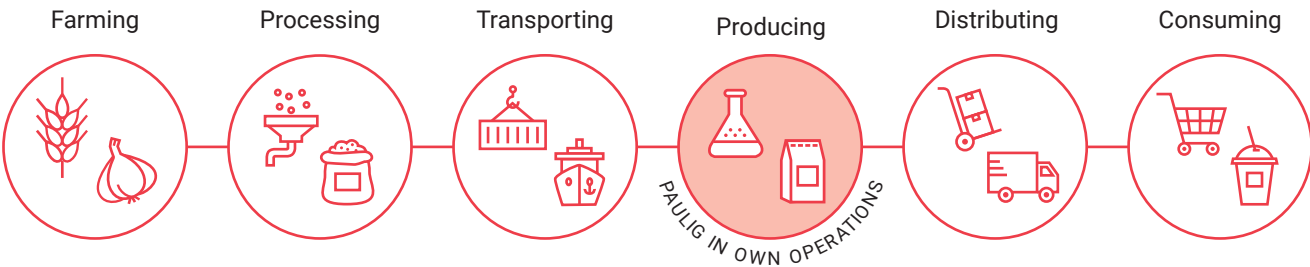 Farming
Processing
Transporting
Producing
Distributing
Consuming
PAULIG IN OWN OPERATIONS